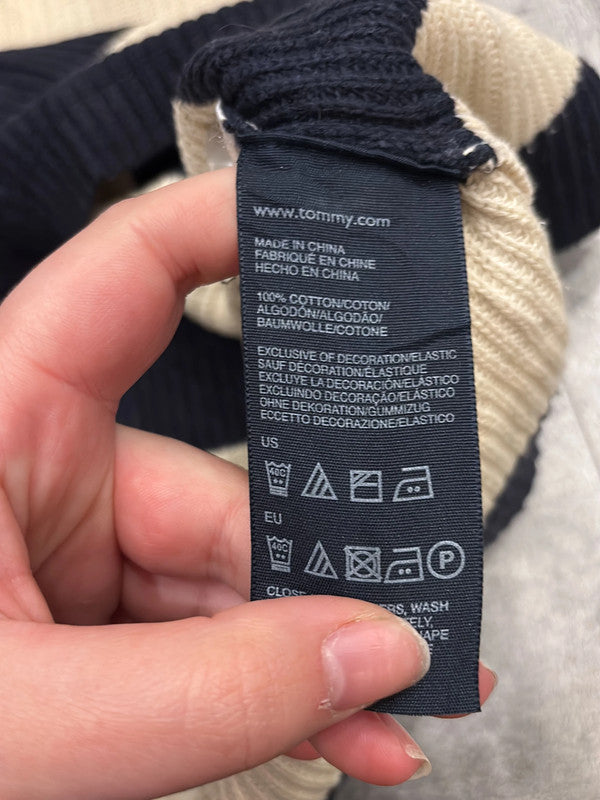 www.tommy.com
MADE IN CHINA
FABRIQUÉ EN CHINE
HECHO EN CHINA
100% COTTON/COTON/
ALGODÓN/ALGODÃO/
BAUMWOLLE/COTONE
EXCLUSIVE OF DECORATION/ELASTIC
SAUF DÉCORATION/ÉLASTIQUE
EXCLUYE LA DECORACIÓN/ELÁSTICO
EXCLUINDO DECORAÇÃO/ELÁSTICO
OHNE DEKORATION/GUMMIZUG
ECCETTO DECORAZIONE/ELASTICO
US
40C
EU
40C P
WASH